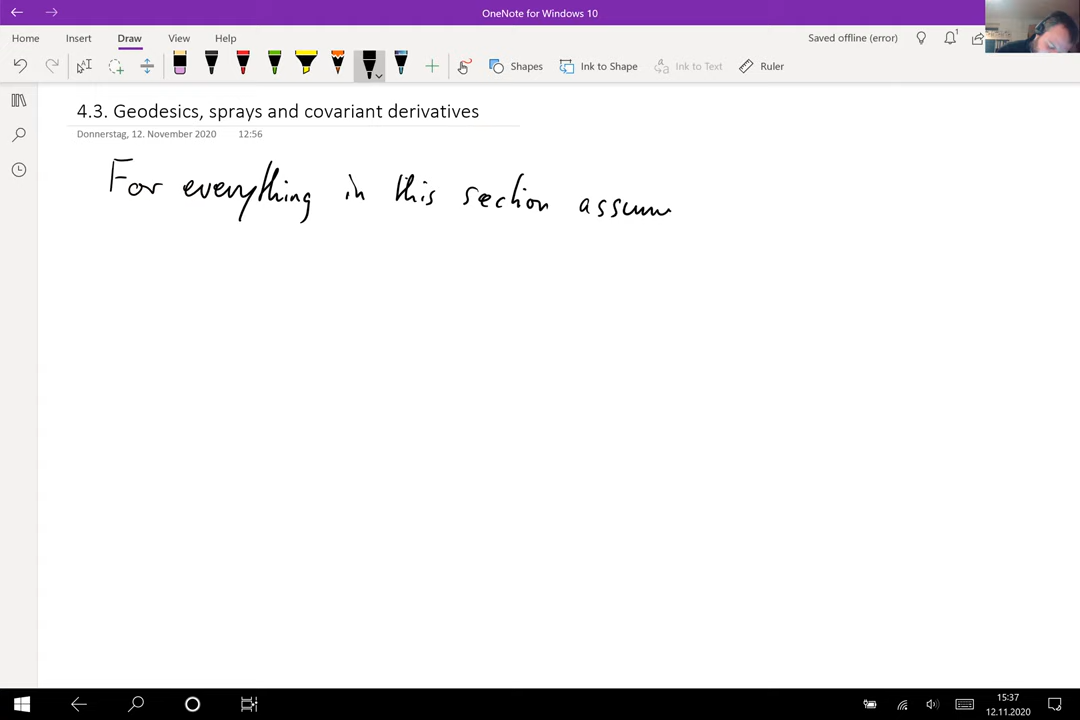 OneNote for Windows 10
Home Insert Draw View Help Saved offline (error)
Shapes Ink to Shape Ink to Text Ruler
4.3. Geodesics, sprays and covariant derivatives
Donnerstag, 12. November 2020 12:56
For everything in this section assum
15:37
12.11.2020